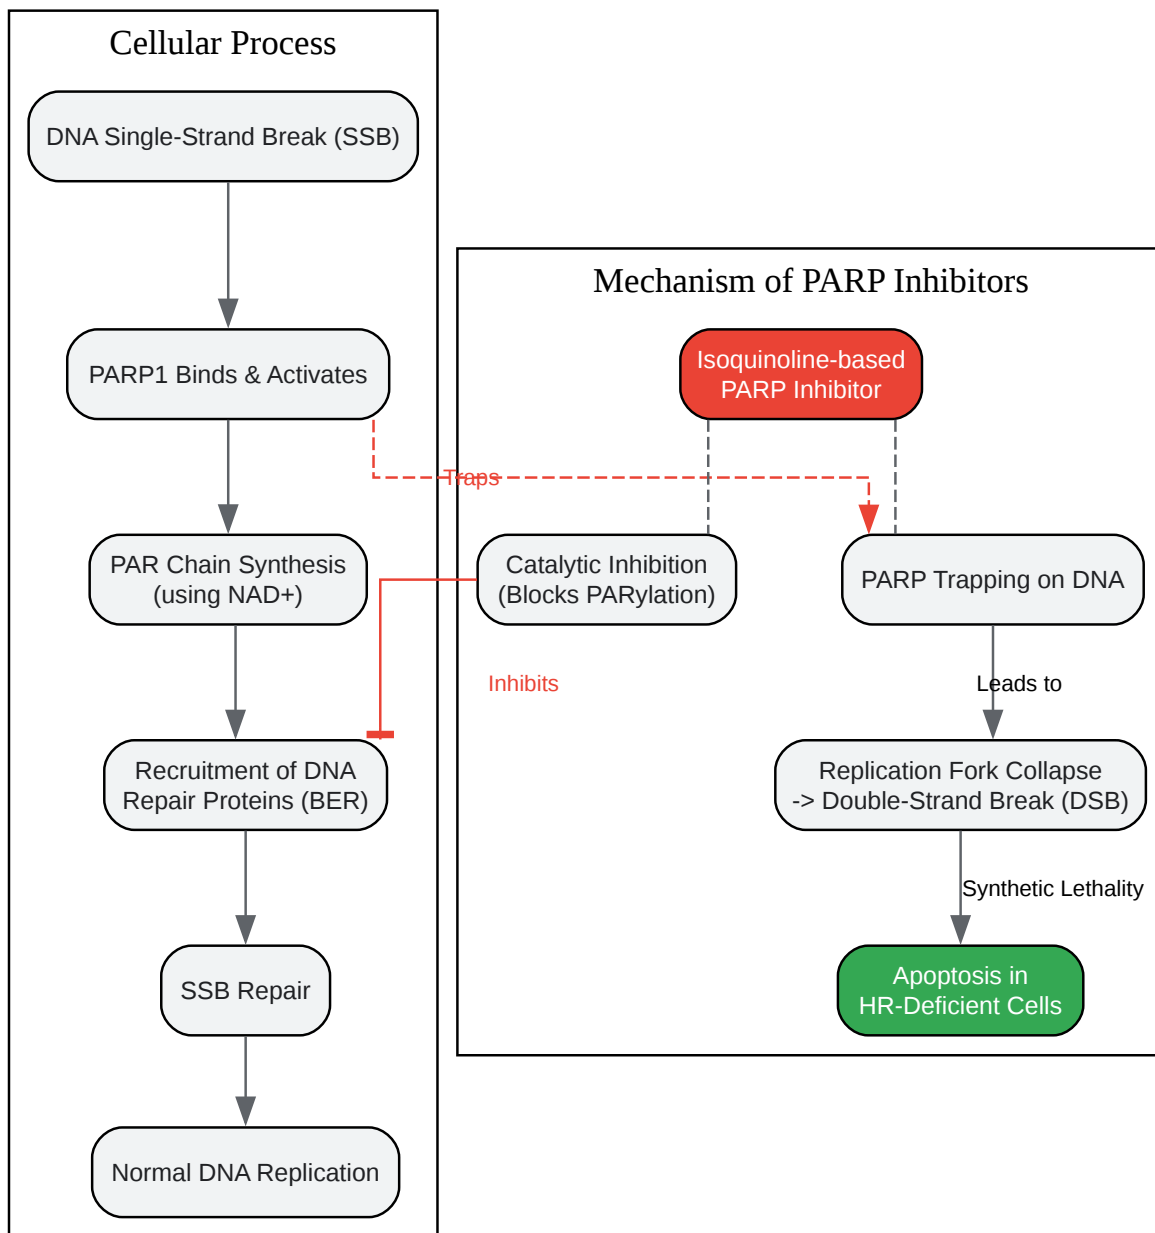 Cellular Process
DNA Single-Strand Break (SSB)
PARP1 Binds & Activates
PAR Chain Synthesis
(using NAD+)
Recruitment of DNA
Repair Proteins (BER)
SSB Repair
Normal DNA Replication
Mechanism of PARP Inhibitors
Isoquinoline-based
PARP Inhibitor
Traps
Catalytic Inhibition
(Blocks PARylation)
PARP Trapping on DNA
Inhibits
Leads to
Replication Fork Collapse
-> Double-Strand Break (DSB)
Synthetic Lethality
Apoptosis in
HR-Deficient Cells